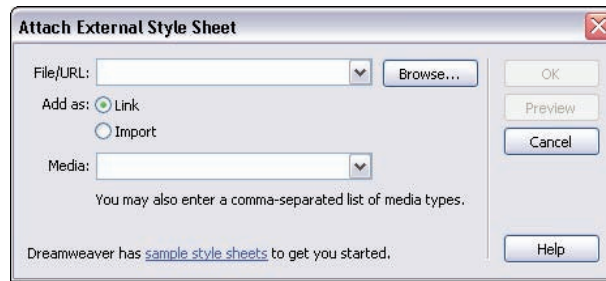 Attach External Style Sheet
File/URL:
Browse...
OK
Add as:
Link
Preview
Import
Cancel
Media:
You may also enter a comma-separated list of media types.
Dreamweaver has sample style sheets to get you started.
Help